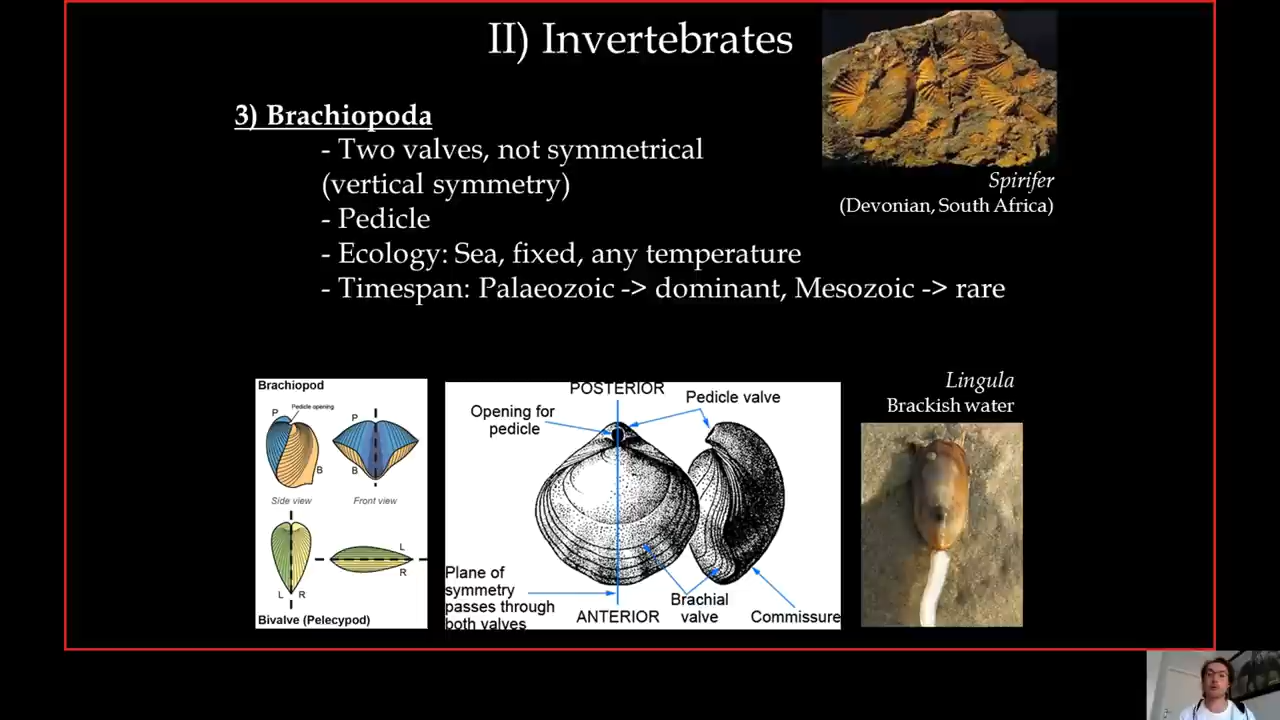 II) Invertebrates
3) Brachiopoda
- Two valves, not symmetrical
(vertical symmetry)
- Pedicle
- Ecology: Sea, fixed, any temperature
- Timespan: Palaeozoic -> dominant, Mesozoic -> rare
Spirifer
(Devonian, South Africa)
Brachiopod
P
Pedicle opening
B
Side view
P
B
Front view
L R
L
R
Bivalve (Pelecypod)
POSTERIOR
Opening for
pedicle
Pedicle valve
Plane of
symmetry
passes through
both valves
ANTERIOR
Brachial
valve
Commissure
Lingula
Brackish water